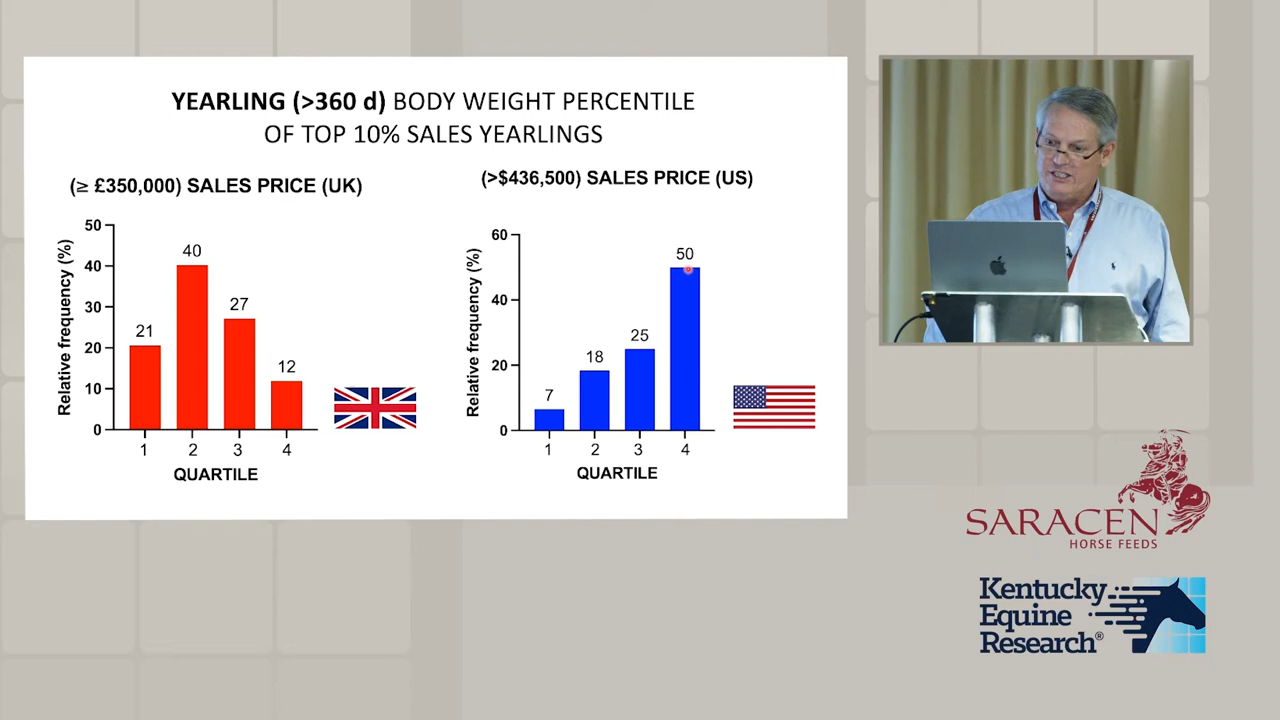 YEARLING (>360 d) BODY WEIGHT PERCENTILE
OF TOP 10% SALES YEARLINGS
(≥ £350,000) SALES PRICE (UK)
Relative frequency (%)
50
40
30
20
10
0
21
40
27
12
1 2 3 4
QUARTILE
(>$436,500) SALES PRICE (US)
Relative frequency (%)
60
40
20
0
7
18
25
50
1 2 3 4
QUARTILE
SARACEN
HORSE FEEDS
Kentucky
Equine
Research®